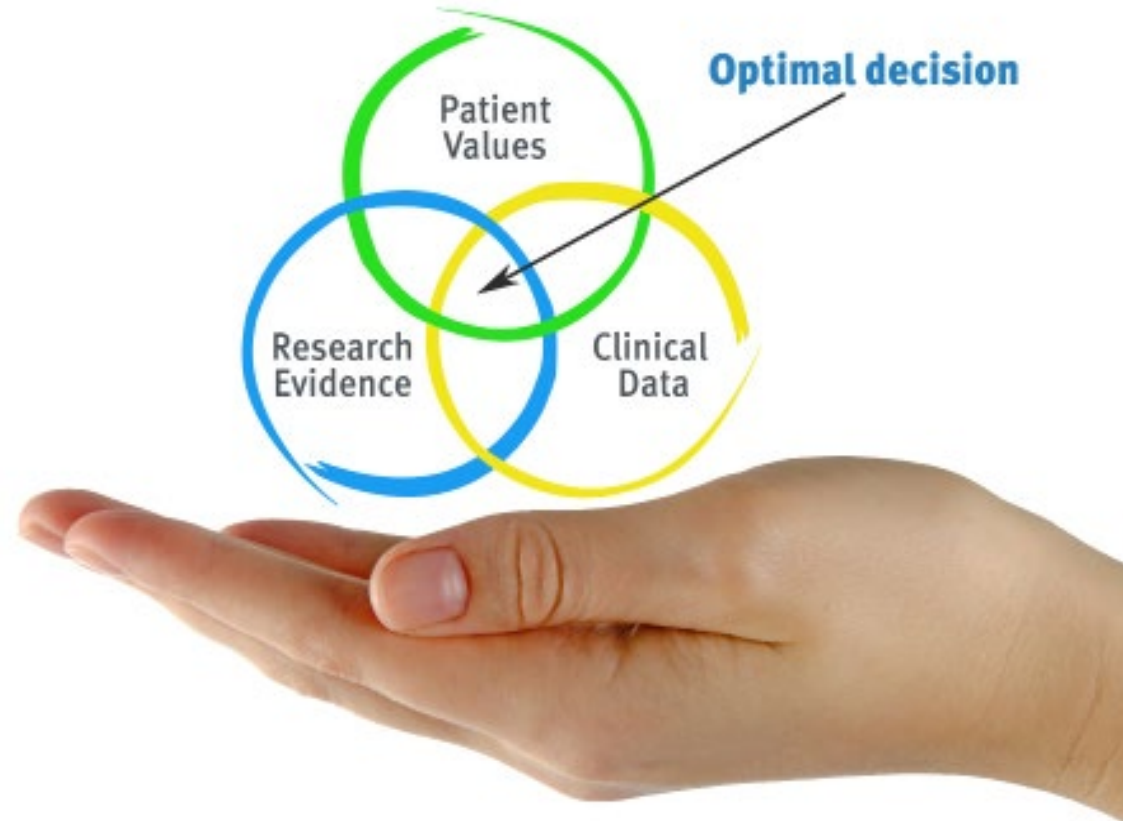 Optimal decision
Patient
Values
Research
Evidence
Clinical
Data